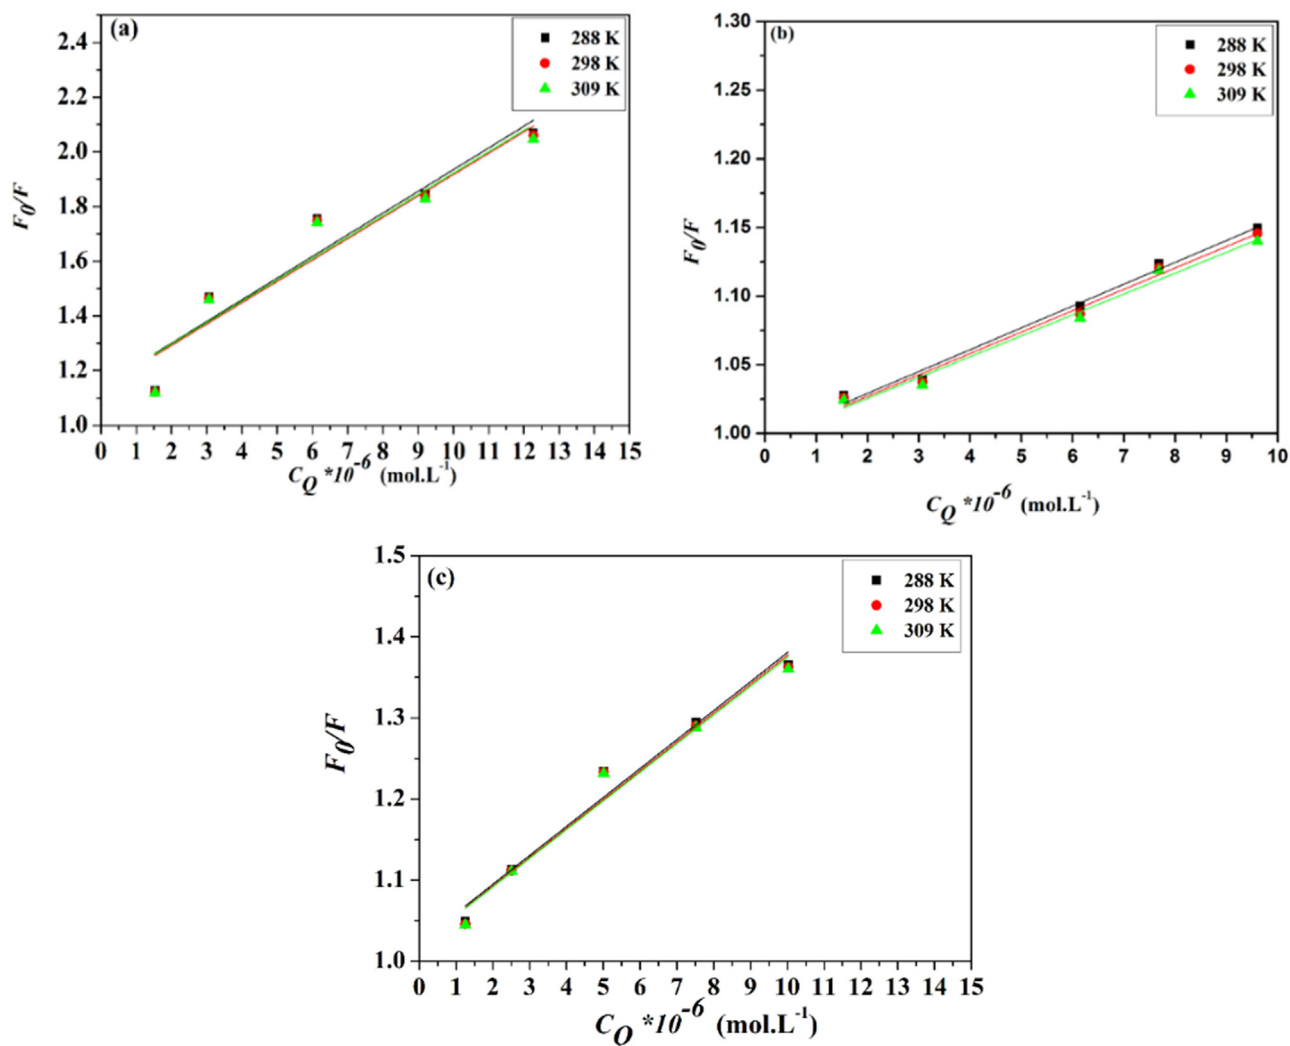 (a)
288 K
298 K
309 K
2.4
2.2
2.0
1.8
1.6
1.4
1.2
1.0
F0/F
0 1 2 3 4 5 6 7 8 9 10 11 12 13 14 15
CQ *10-6 (mol.L-1)
(b)
288 K
298 K
309 K
1.30
1.25
1.20
1.15
1.10
1.05
1.00
F0/F
0 1 2 3 4 5 6 7 8 9 10
CQ *10-6 (mol.L-1)
(c)
288 K
298 K
309 K
1.5
1.4
1.3
1.2
1.1
1.0
F0/F
0 1 2 3 4 5 6 7 8 9 10 11 12 13 14 15
CQ *10-6 (mol.L-1)